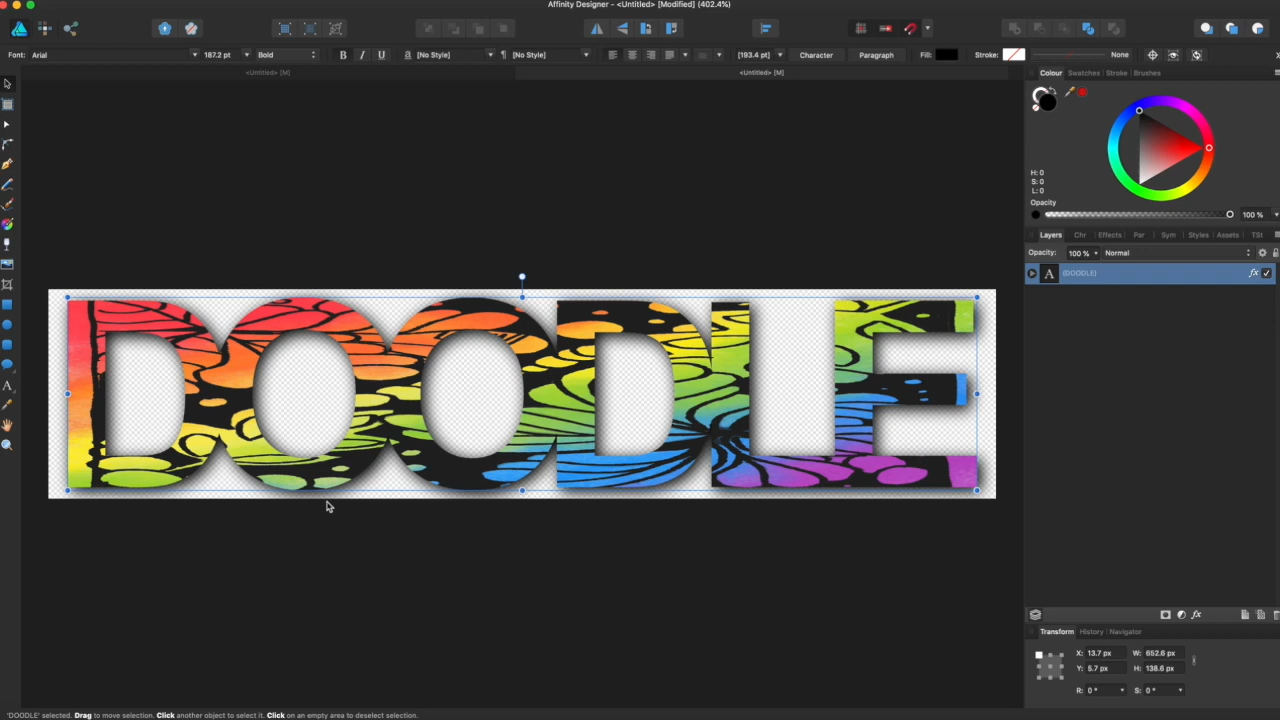 Affinity Designer - <Untitled> [Modified] (402.4%)
Font: Arial 187.2 pt Bold B I U a [No Style] ¶ [No Style] [193.4 pt] Character Paragraph Fill: Stroke: None
<Untitled> [M] <Untitled> [M]
Colour Swatches Stroke Brushes
H: 0
S: 0
L: 0
Opacity
100 %
Layers Chr Effects Par Sym Styles Assets TSt
Opacity: 100 % Normal
A (DOODLE) fx
DOODLE
Transform History Navigator
X: 13.7 px W: 652.6 px
Y: 5.7 px H: 138.6 px
R: 0 ° S: 0 °
'DOODLE' selected. Drag to move selection. Click another object to select it. Click on an empty area to deselect selection.